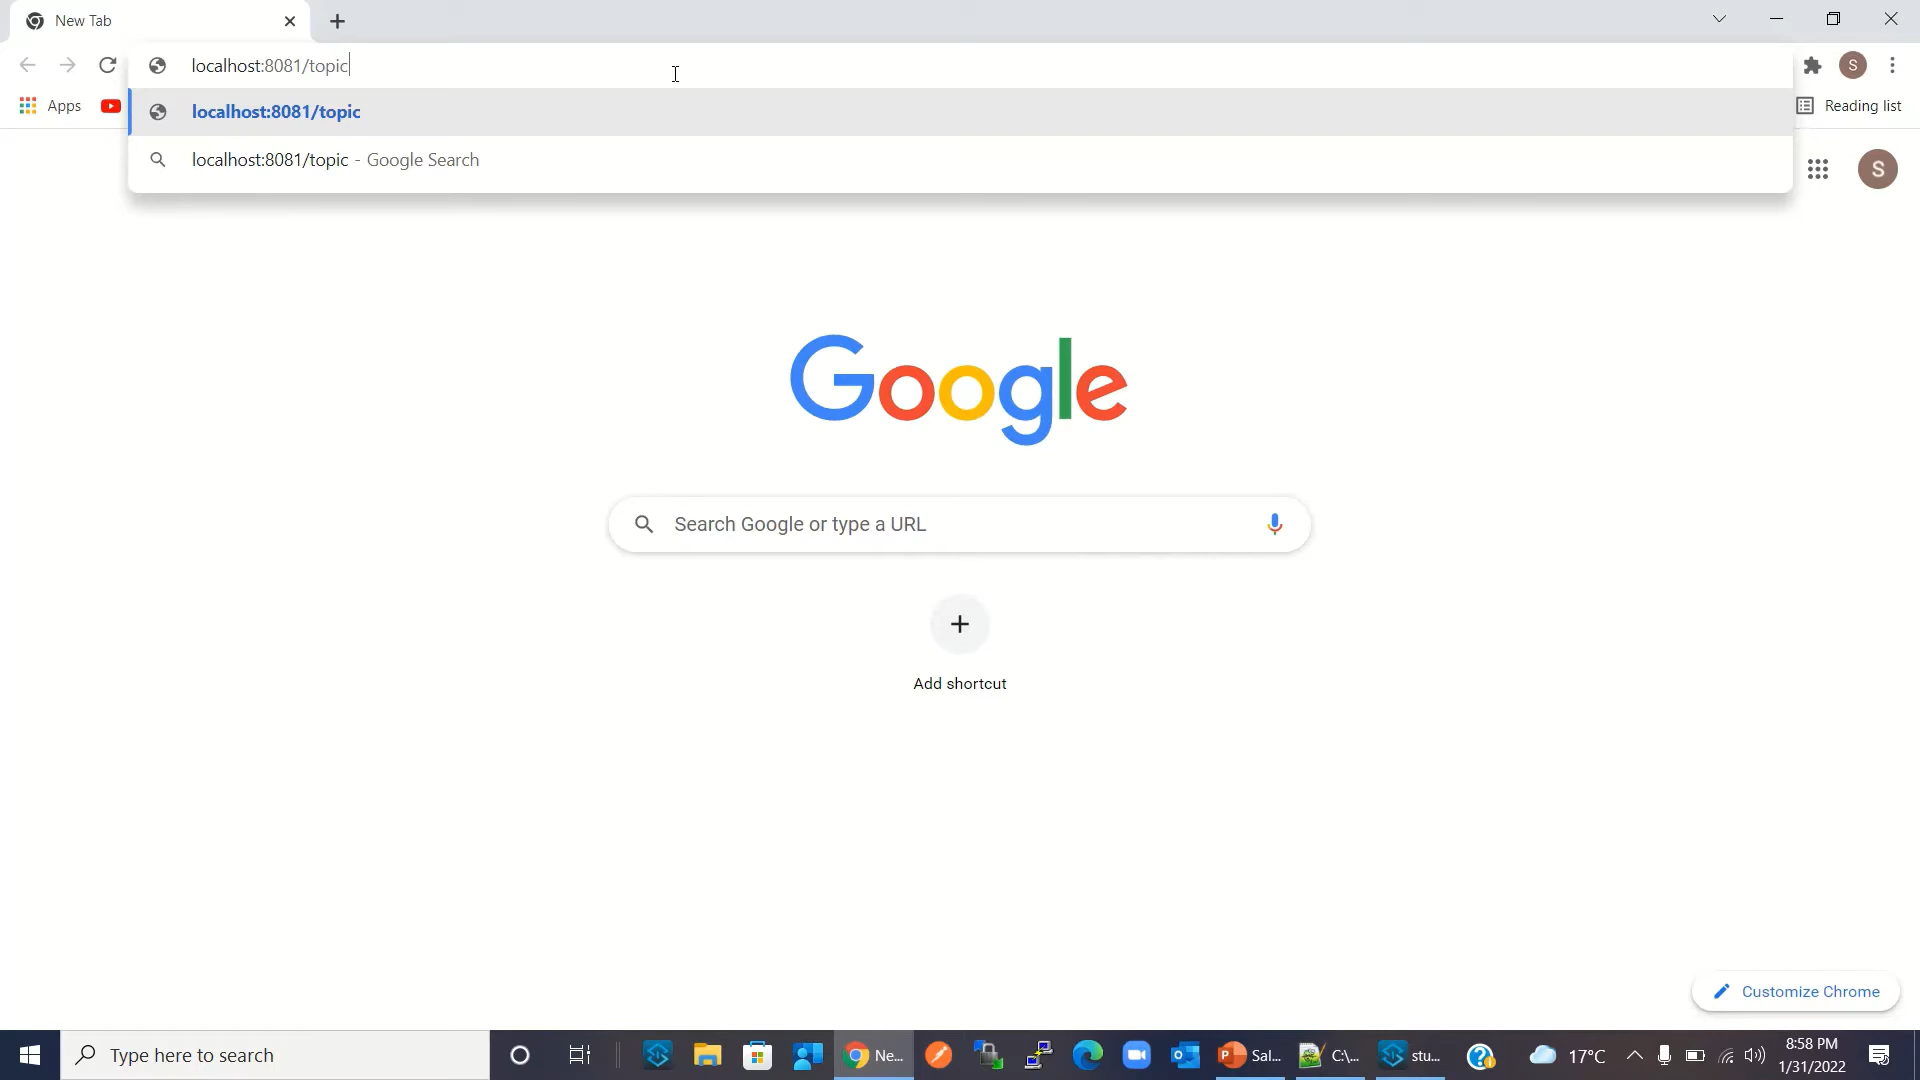 New Tab
localhost:8081/topic
S
Apps
Reading list
localhost:8081/topic
localhost:8081/topic - Google Search
S
Google
Search Google or type a URL
Add shortcut
Customize Chrome
Type here to search
Ne...
Sal...
C:\...
stu...
17°C
8:58 PM
1/31/2022